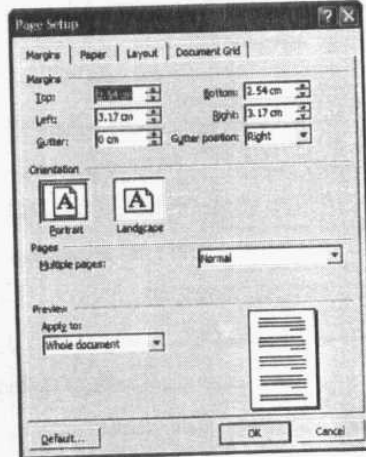 Page Setup
Margins Paper Layout Document Grid
Margins
Top: 2.54 cm Bottom: 2.54 cm
Left: 3.17 cm Right: 3.17 cm
Gutter: 0 cm Gutter position: Right
Orientation
A A
Portrait Landscape
Pages
Multiple pages: Normal
Preview
Apply to:
Whole document
Default... OK Cancel